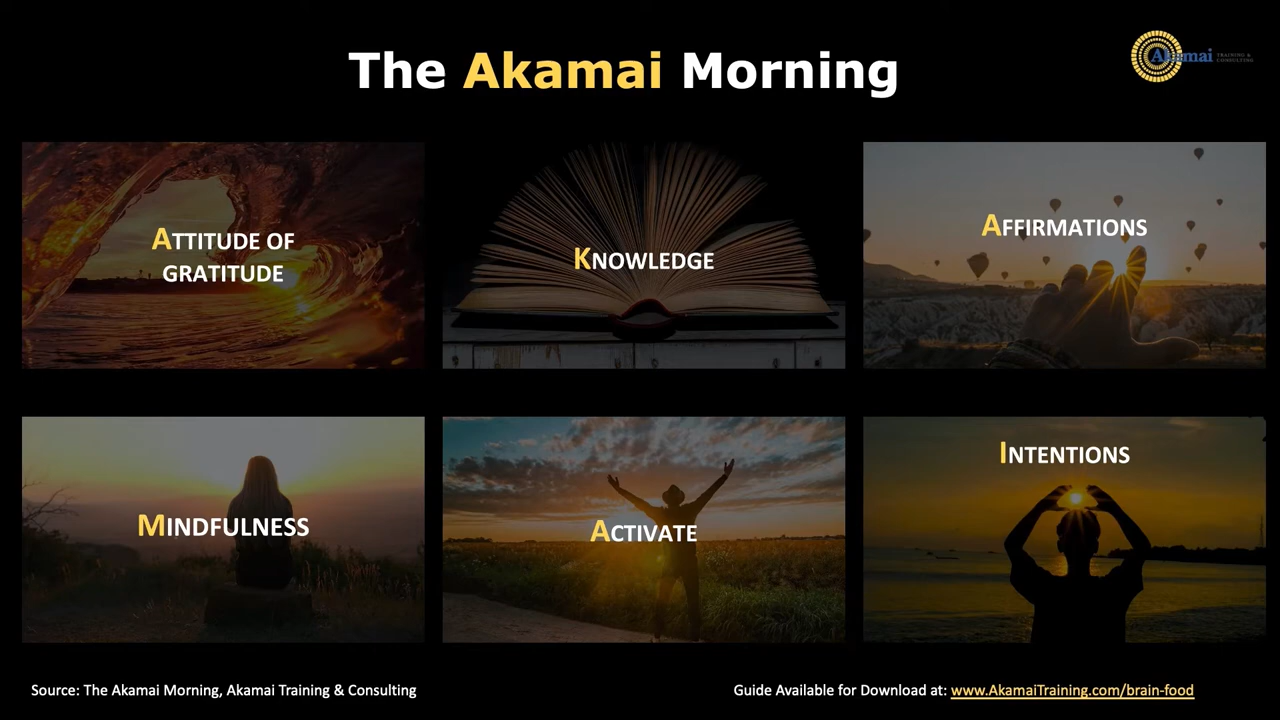 The Akamai Morning
Akamai TRAINING &
CONSULTING
ATTITUDE OF
GRATITUDE
KNOWLEDGE
AFFIRMATIONS
MINDFULNESS
ACTIVATE
INTENTIONS
Source: The Akamai Morning, Akamai Training & Consulting
Guide Available for Download at: www.AkamaiTraining.com/brain-food